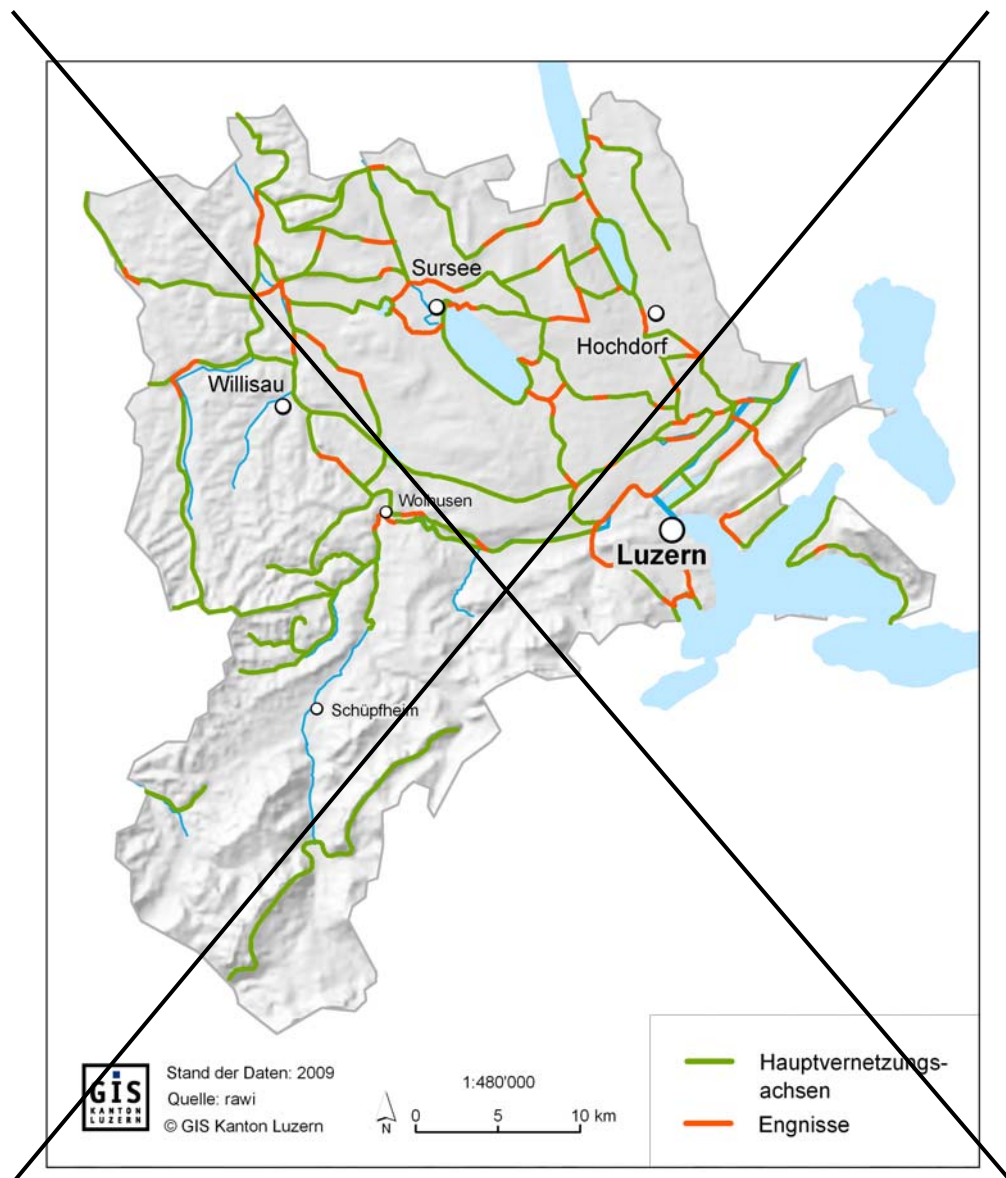 Sursee
Hochdorf
Willisau
Wolhusen
Luzern
Schüpfheim
GIS
KANTON
LUZERN
Stand der Daten: 2009
Quelle: rawi
© GIS Kanton Luzern
N
1:480'000
0 5 10 km
Hauptvernetzungs-
achsen
Engnisse